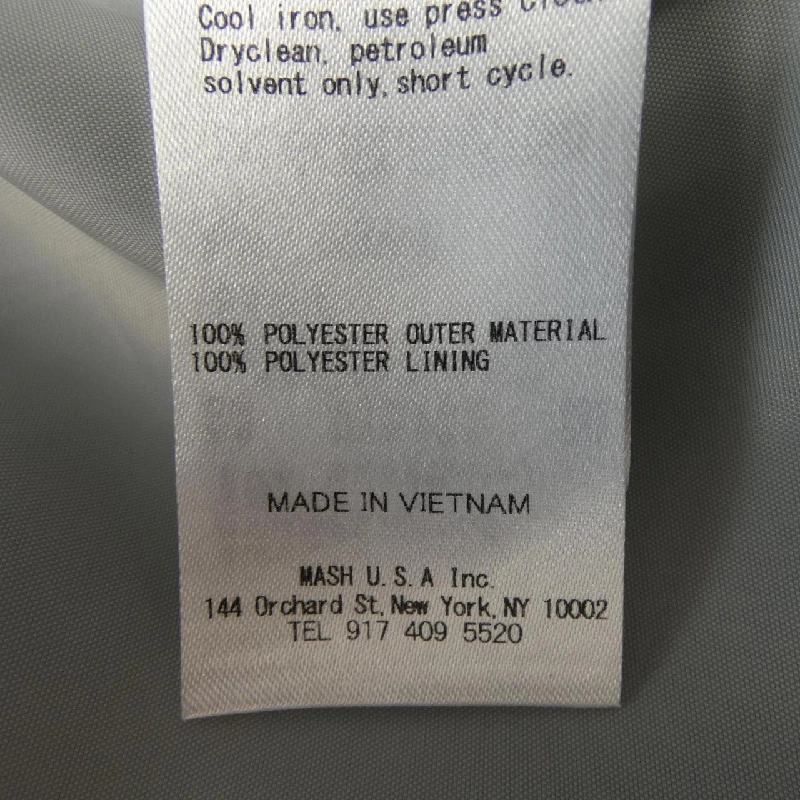 Cool iron, use press cloth.
Dryclean, petroleum
solvent only, short cycle.
100% POLYESTER OUTER MATERIAL
100% POLYESTER LINING
MADE IN VIETNAM
MASH U.S.A Inc.
144 Orchard St, New York, NY 10002
TEL 917 409 5520